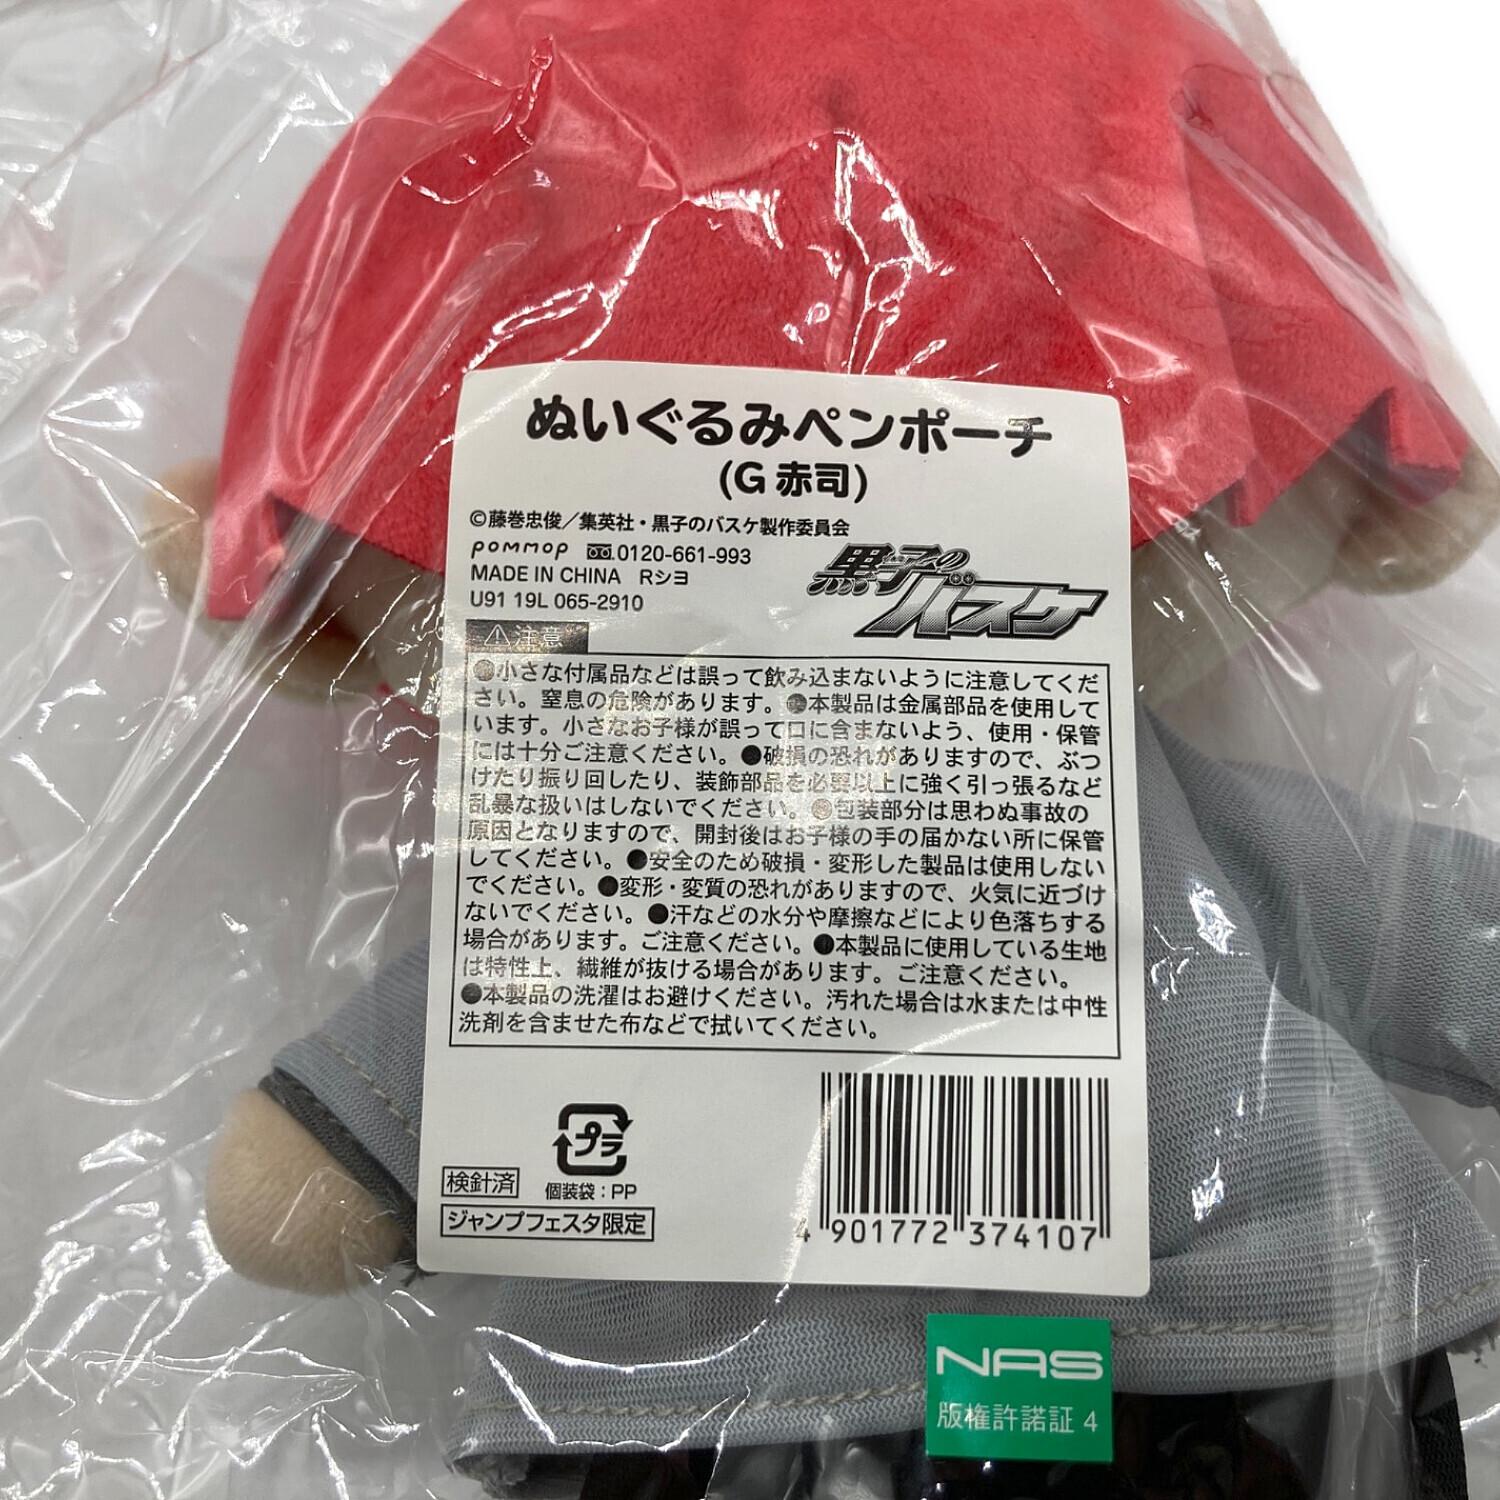 ぬいぐるみペンポーチ
(G 赤司)
©藤巻忠俊／集英社・黒子のバスケ製作委員会
pommop 0120-661-993
MADE IN CHINA Rシヨ
U91 19L 065-2910
黒子のバスケ
⚠注意
●小さな付属品などは誤って飲み込まないように注意してくだ
さい。窒息の危険があります。●本製品は金属部品を使用して
います。小さなお子様が誤って口に含まないよう、使用・保管
には十分ご注意ください。●破損の恐れがありますので、ぶつ
けたり振り回したり、装飾部品を必要以上に強く引っ張るなど
乱暴な扱いはしないでください。●包装部分は思わぬ事故の
原因となりますので、開封後はお子様の手の届かない所に保管
してください。●安全のため破損・変形した製品は使用しない
でください。●変形・変質の恐れがありますので、火気に近づけ
ないでください。●汗などの水分や摩擦などにより色落ちする
場合があります。ご注意ください。●本製品に使用している生地
は特性上、繊維が抜ける場合があります。ご注意ください。
●本製品の洗濯はお避けください。汚れた場合は水または中性
洗剤を含ませた布などで拭いてください。
プラ
検針済
個装袋：PP
ジャンプフェスタ限定
4 901772 374107
NAS
版権許諾証 4